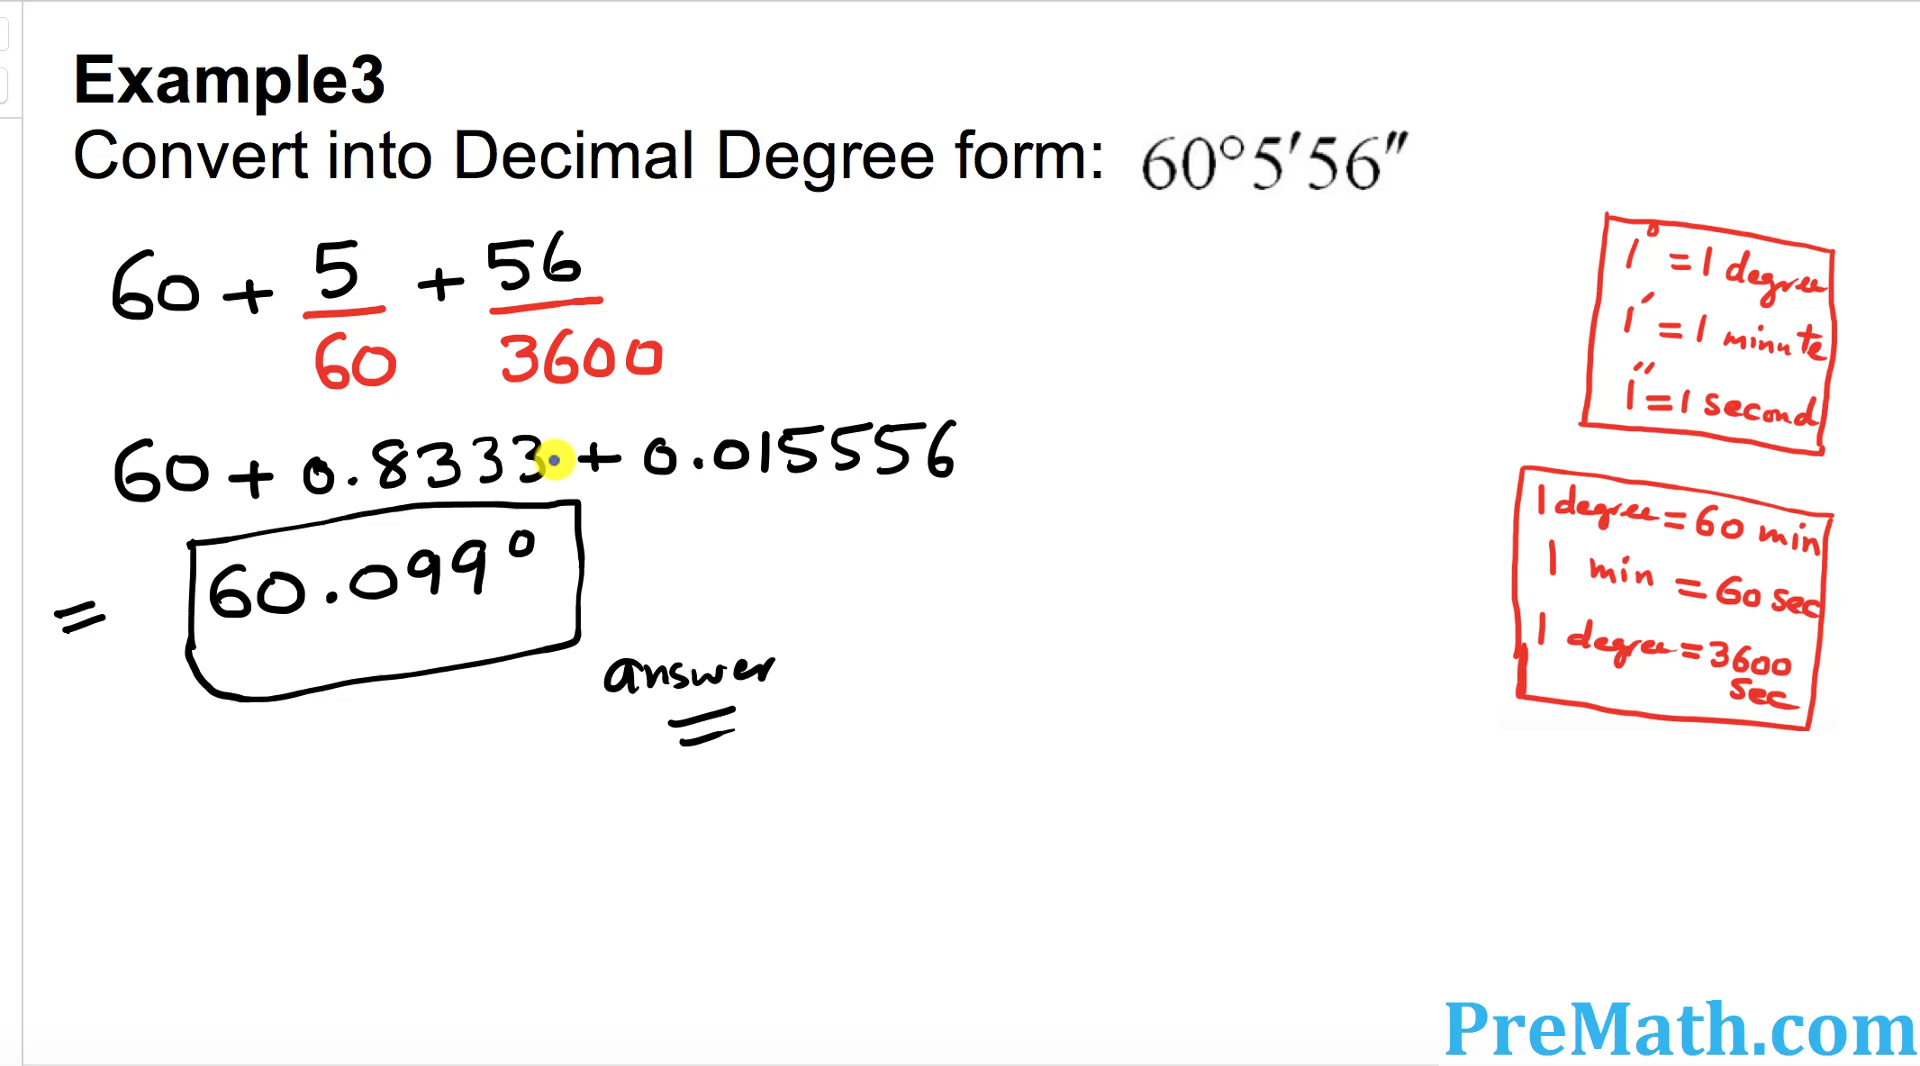 Example3
Convert into Decimal Degree form: 60°5'56"
60 + 5/60 + 56/3600
60 + 0.8333 + 0.015556
= 60.099°
answer
1° = 1 degree
1' = 1 minute
1" = 1 second
1 degree = 60 min
1 min = 60 sec
1 degree = 3600
sec
PreMath.com